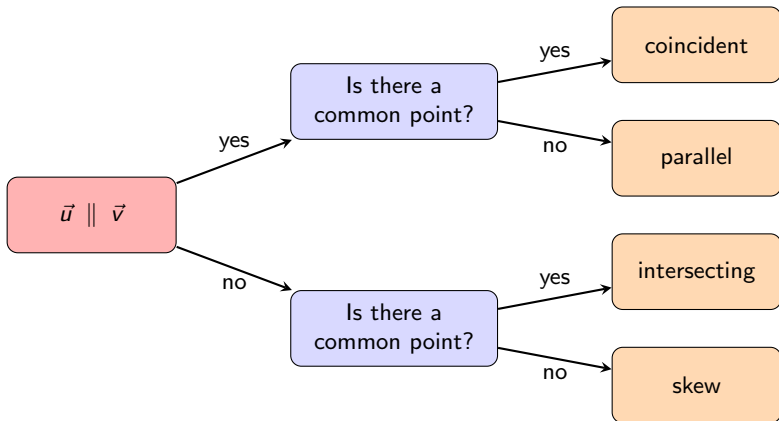 u⃗ ∥ v⃗
yes
no
Is there a
common point?
yes
no
coincident
parallel
Is there a
common point?
yes
no
intersecting
skew